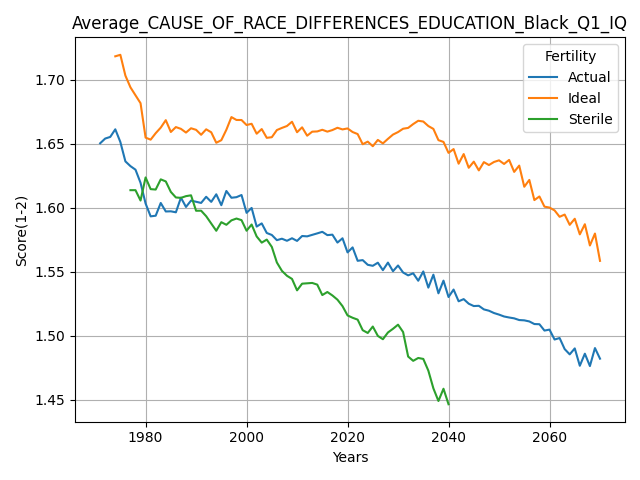 Average_CAUSE_OF_RACE_DIFFERENCES_EDUCATION_Black_Q1_IQ
Fertility
Actual
Ideal
Sterile
Score(1-2)
1.70
1.65
1.60
1.55
1.50
1.45
1980
2000
2020
2040
2060
Years